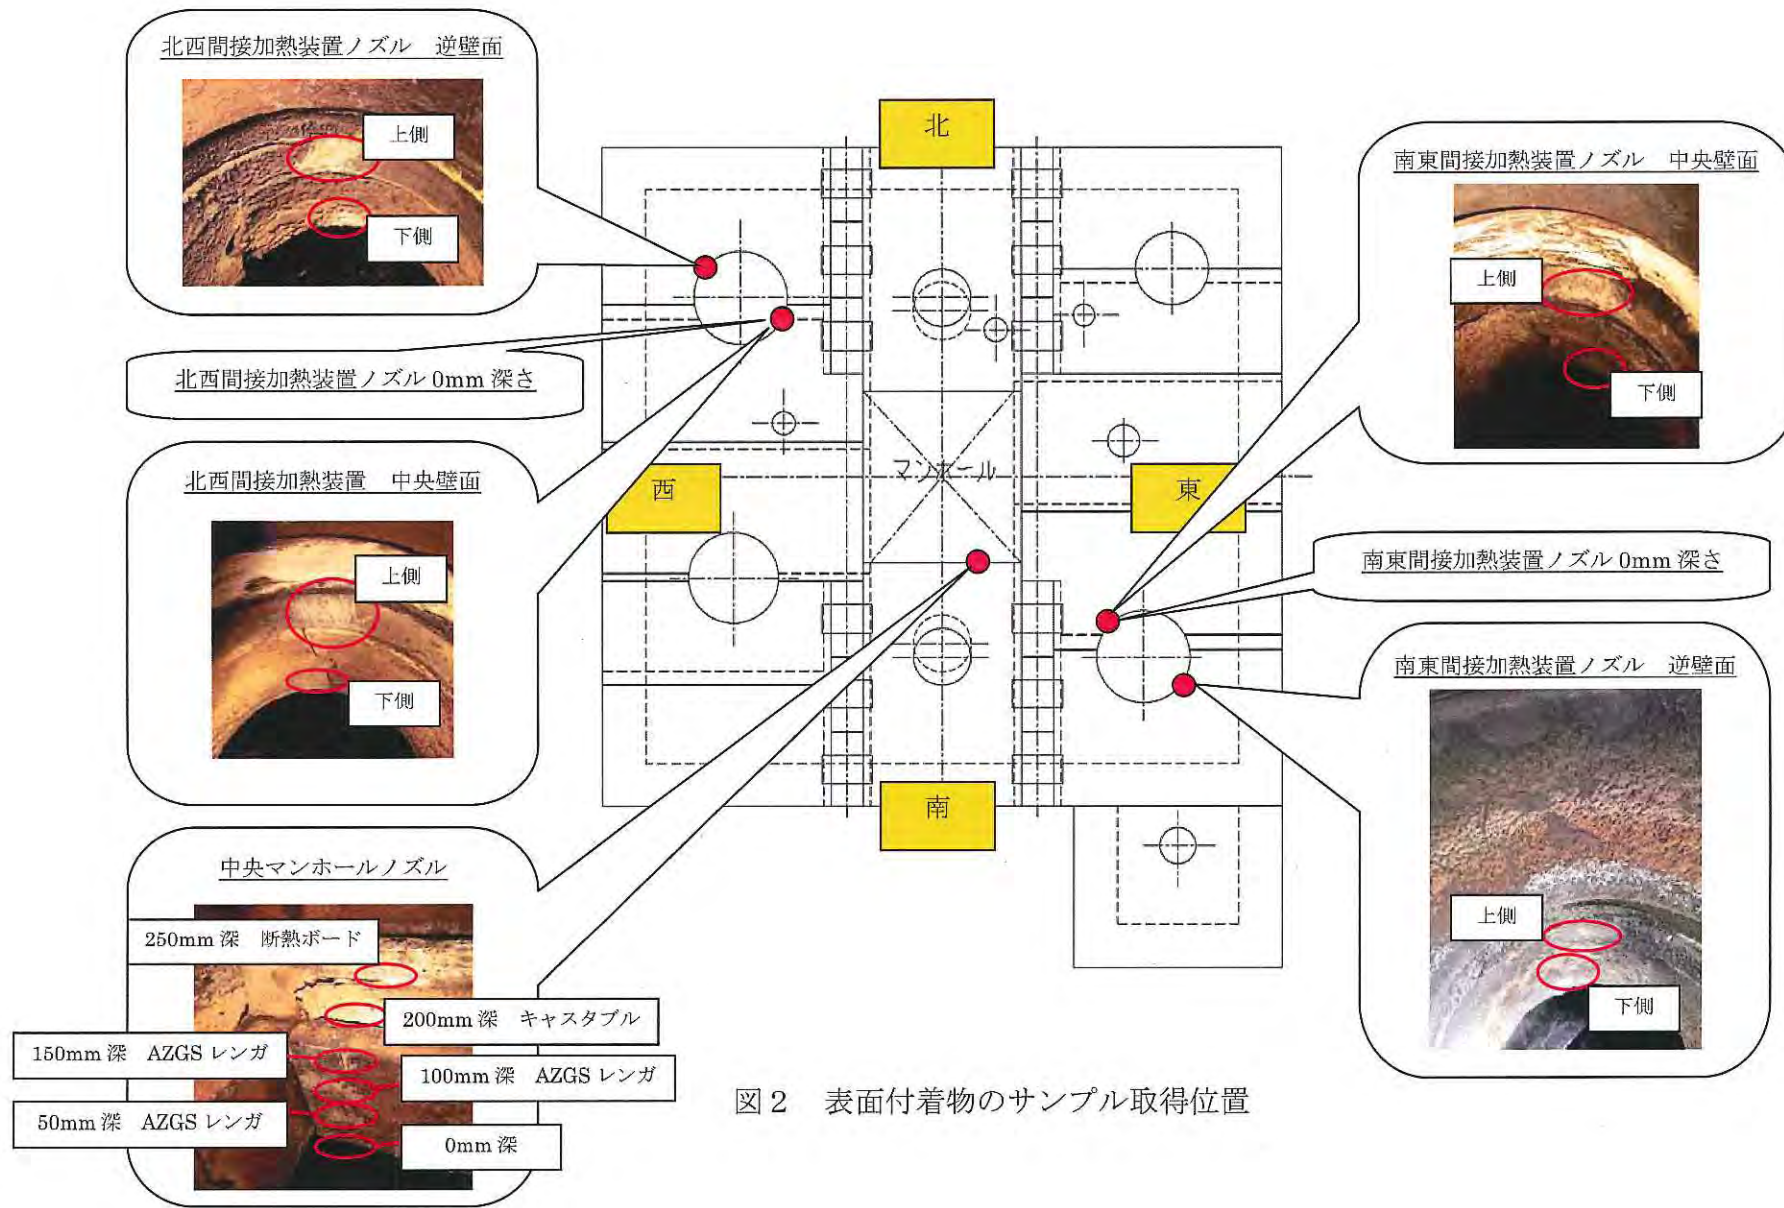 北西間接加熱装置ノズル 逆壁面
上側
下側
北西間接加熱装置ノズル 0mm 深さ
北西間接加熱装置 中央壁面
上側
下側
中央マンホールノズル
250mm 深 断熱ボード
200mm 深 キャスタブル
150mm 深 AZGS レンガ
100mm 深 AZGS レンガ
50mm 深 AZGS レンガ
0mm 深
北
西
マンホール
東
南
南東間接加熱装置ノズル 中央壁面
上側
下側
南東間接加熱装置ノズル 0mm 深さ
南東間接加熱装置ノズル 逆壁面
上側
下側
図2 表面付着物のサンプル取得位置